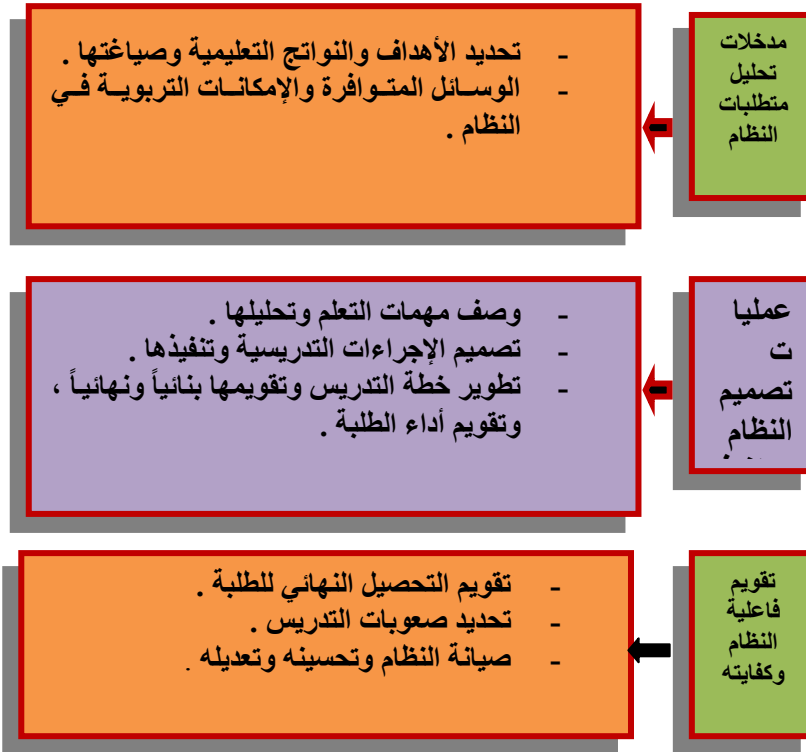 مدخلات
تحليل
متطلبات
النظام
- تحديد الأهداف والنواتج التعليمية وصياغتها .
- الوسائل المتوافرة والإمكانات التربوية في
النظام .
عمليا
ت
تصميم
النظام
- وصف مهمات التعلم وتحليلها .
- تصميم الإجراءات التدريسية وتنفيذها .
- تطوير خطة التدريس وتقويمها بنائياً ونهائياً ،
وتقويم أداء الطلبة .
تقويم
فاعلية
النظام
وكفايته
- تقويم التحصيل النهائي للطلبة .
- تحديد صعوبات التدريس .
- صيانة النظام وتحسينه وتعديله .